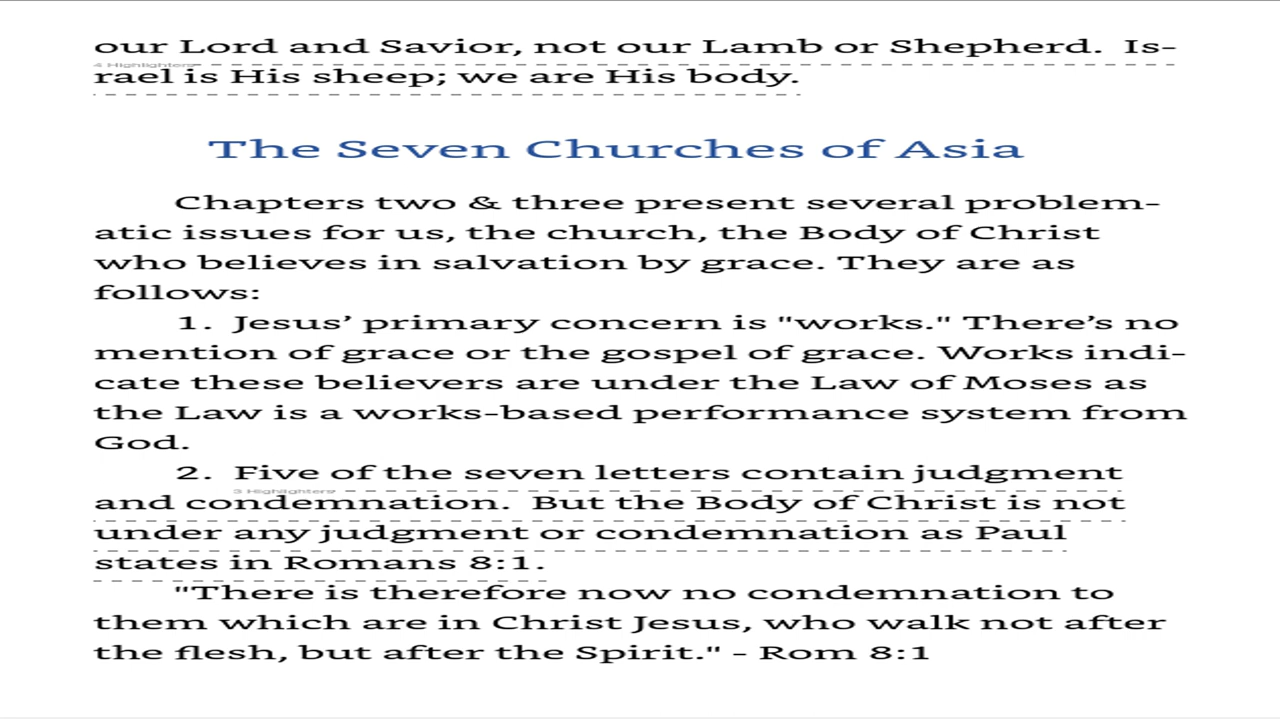 our Lord and Savior, not our Lamb or Shepherd.  Is-
4 Highlighters
rael is His sheep; we are His body.
The Seven Churches of Asia
Chapters two & three present several problem-
atic issues for us, the church, the Body of Christ
who believes in salvation by grace. They are as
follows:
1.  Jesus’ primary concern is "works." There’s no
mention of grace or the gospel of grace. Works indi-
cate these believers are under the Law of Moses as
the Law is a works-based performance system from
God.
2.  Five of the seven letters contain judgment
3 Highlighters
and condemnation.  But the Body of Christ is not
under any judgment or condemnation as Paul
states in Romans 8:1.
"There is therefore now no condemnation to
them which are in Christ Jesus, who walk not after
the flesh, but after the Spirit." - Rom 8:1